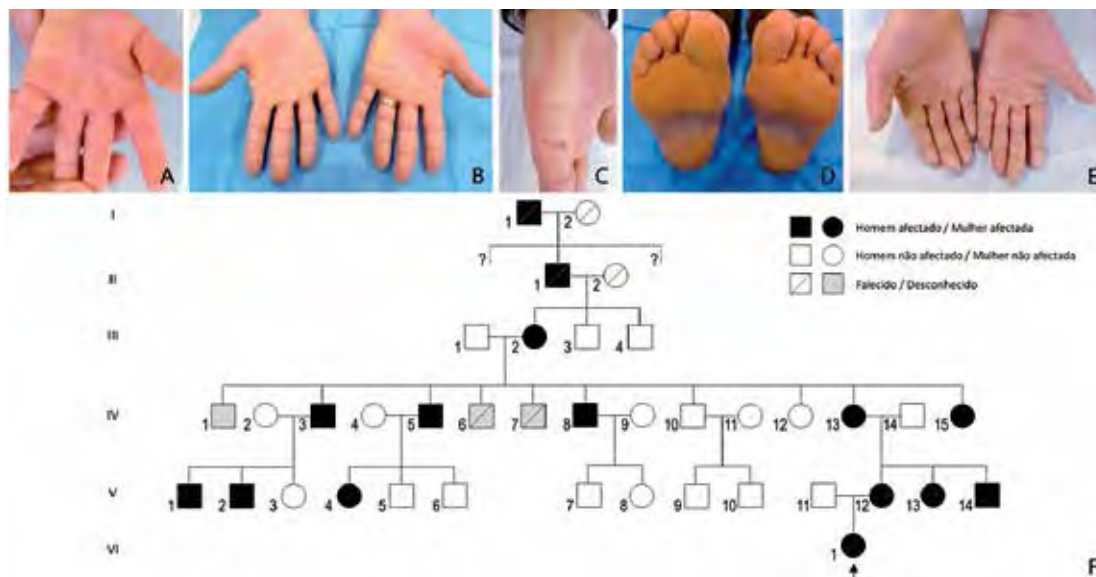 A
B
C
D
E
I
1
2
Homem afectado / Mulher afectada
?
?
Homem não afectado / Mulher não afectada
II
1
2
Falecido / Desconhecido
III
1
2
3
4
IV
1
2
3
4
5
6
7
8
9
10
11
12
13
14
15
V
1
2
3
4
5
6
7
8
9
10
11
12
13
14
VI
1
F